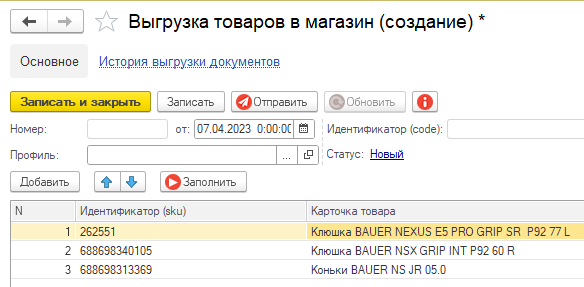 Выгрузка товаров в магазин (создание) *
Основное История выгрузки документов
Записать и закрыть Записать Отправить Обновить
Номер: от: 07.04.2023 0:00:00 Идентификатор (code):
Профиль: ... Статус: Новый
Добавить Заполнить
N Идентификатор (sku) Карточка товара
1 262551 Клюшка BAUER NEXUS E5 PRO GRIP SR P92 77 L
2 688698340105 Клюшка BAUER NSX GRIP INT P92 60 R
3 688698313369 Коньки BAUER NS JR 05.0